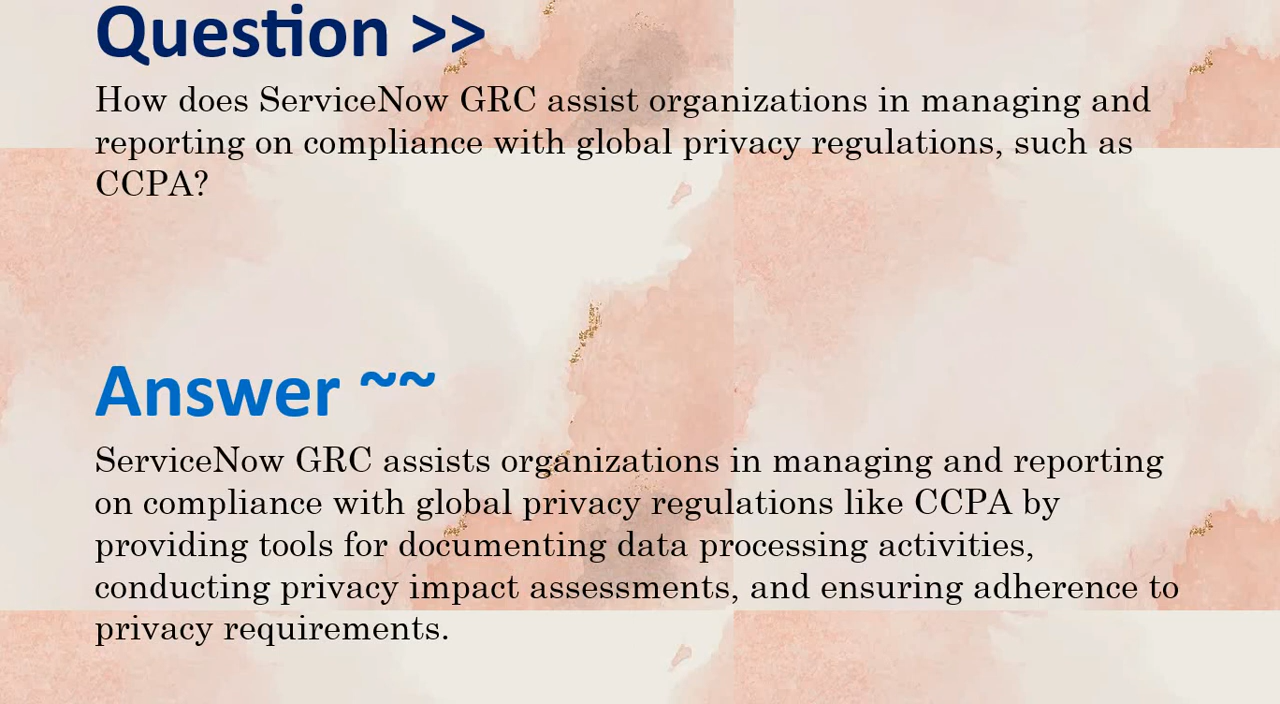 Question >>
How does ServiceNow GRC assist organizations in managing and
reporting on compliance with global privacy regulations, such as
CCPA?
Answer ~~
ServiceNow GRC assists organizations in managing and reporting
on compliance with global privacy regulations like CCPA by
providing tools for documenting data processing activities,
conducting privacy impact assessments, and ensuring adherence to
privacy requirements.